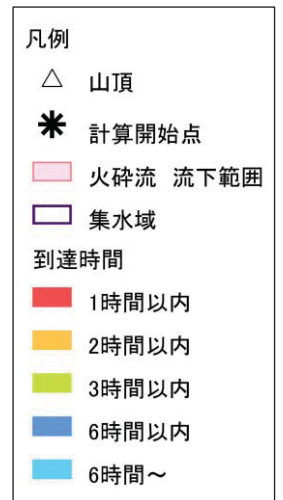 凡例
山頂
計算開始点
火砕流 流下範囲
集水域
到達時間
1時間以内
2時間以内
3時間以内
6時間以内
6時間～